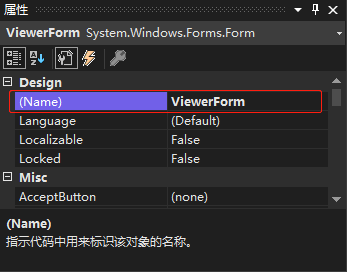 属性
ViewerForm System.Windows.Forms.Form
Design
(Name) ViewerForm
Language (Default)
Localizable False
Locked False
Misc
AcceptButton (none)
(Name)
指示代码中用来标识该对象的名称。